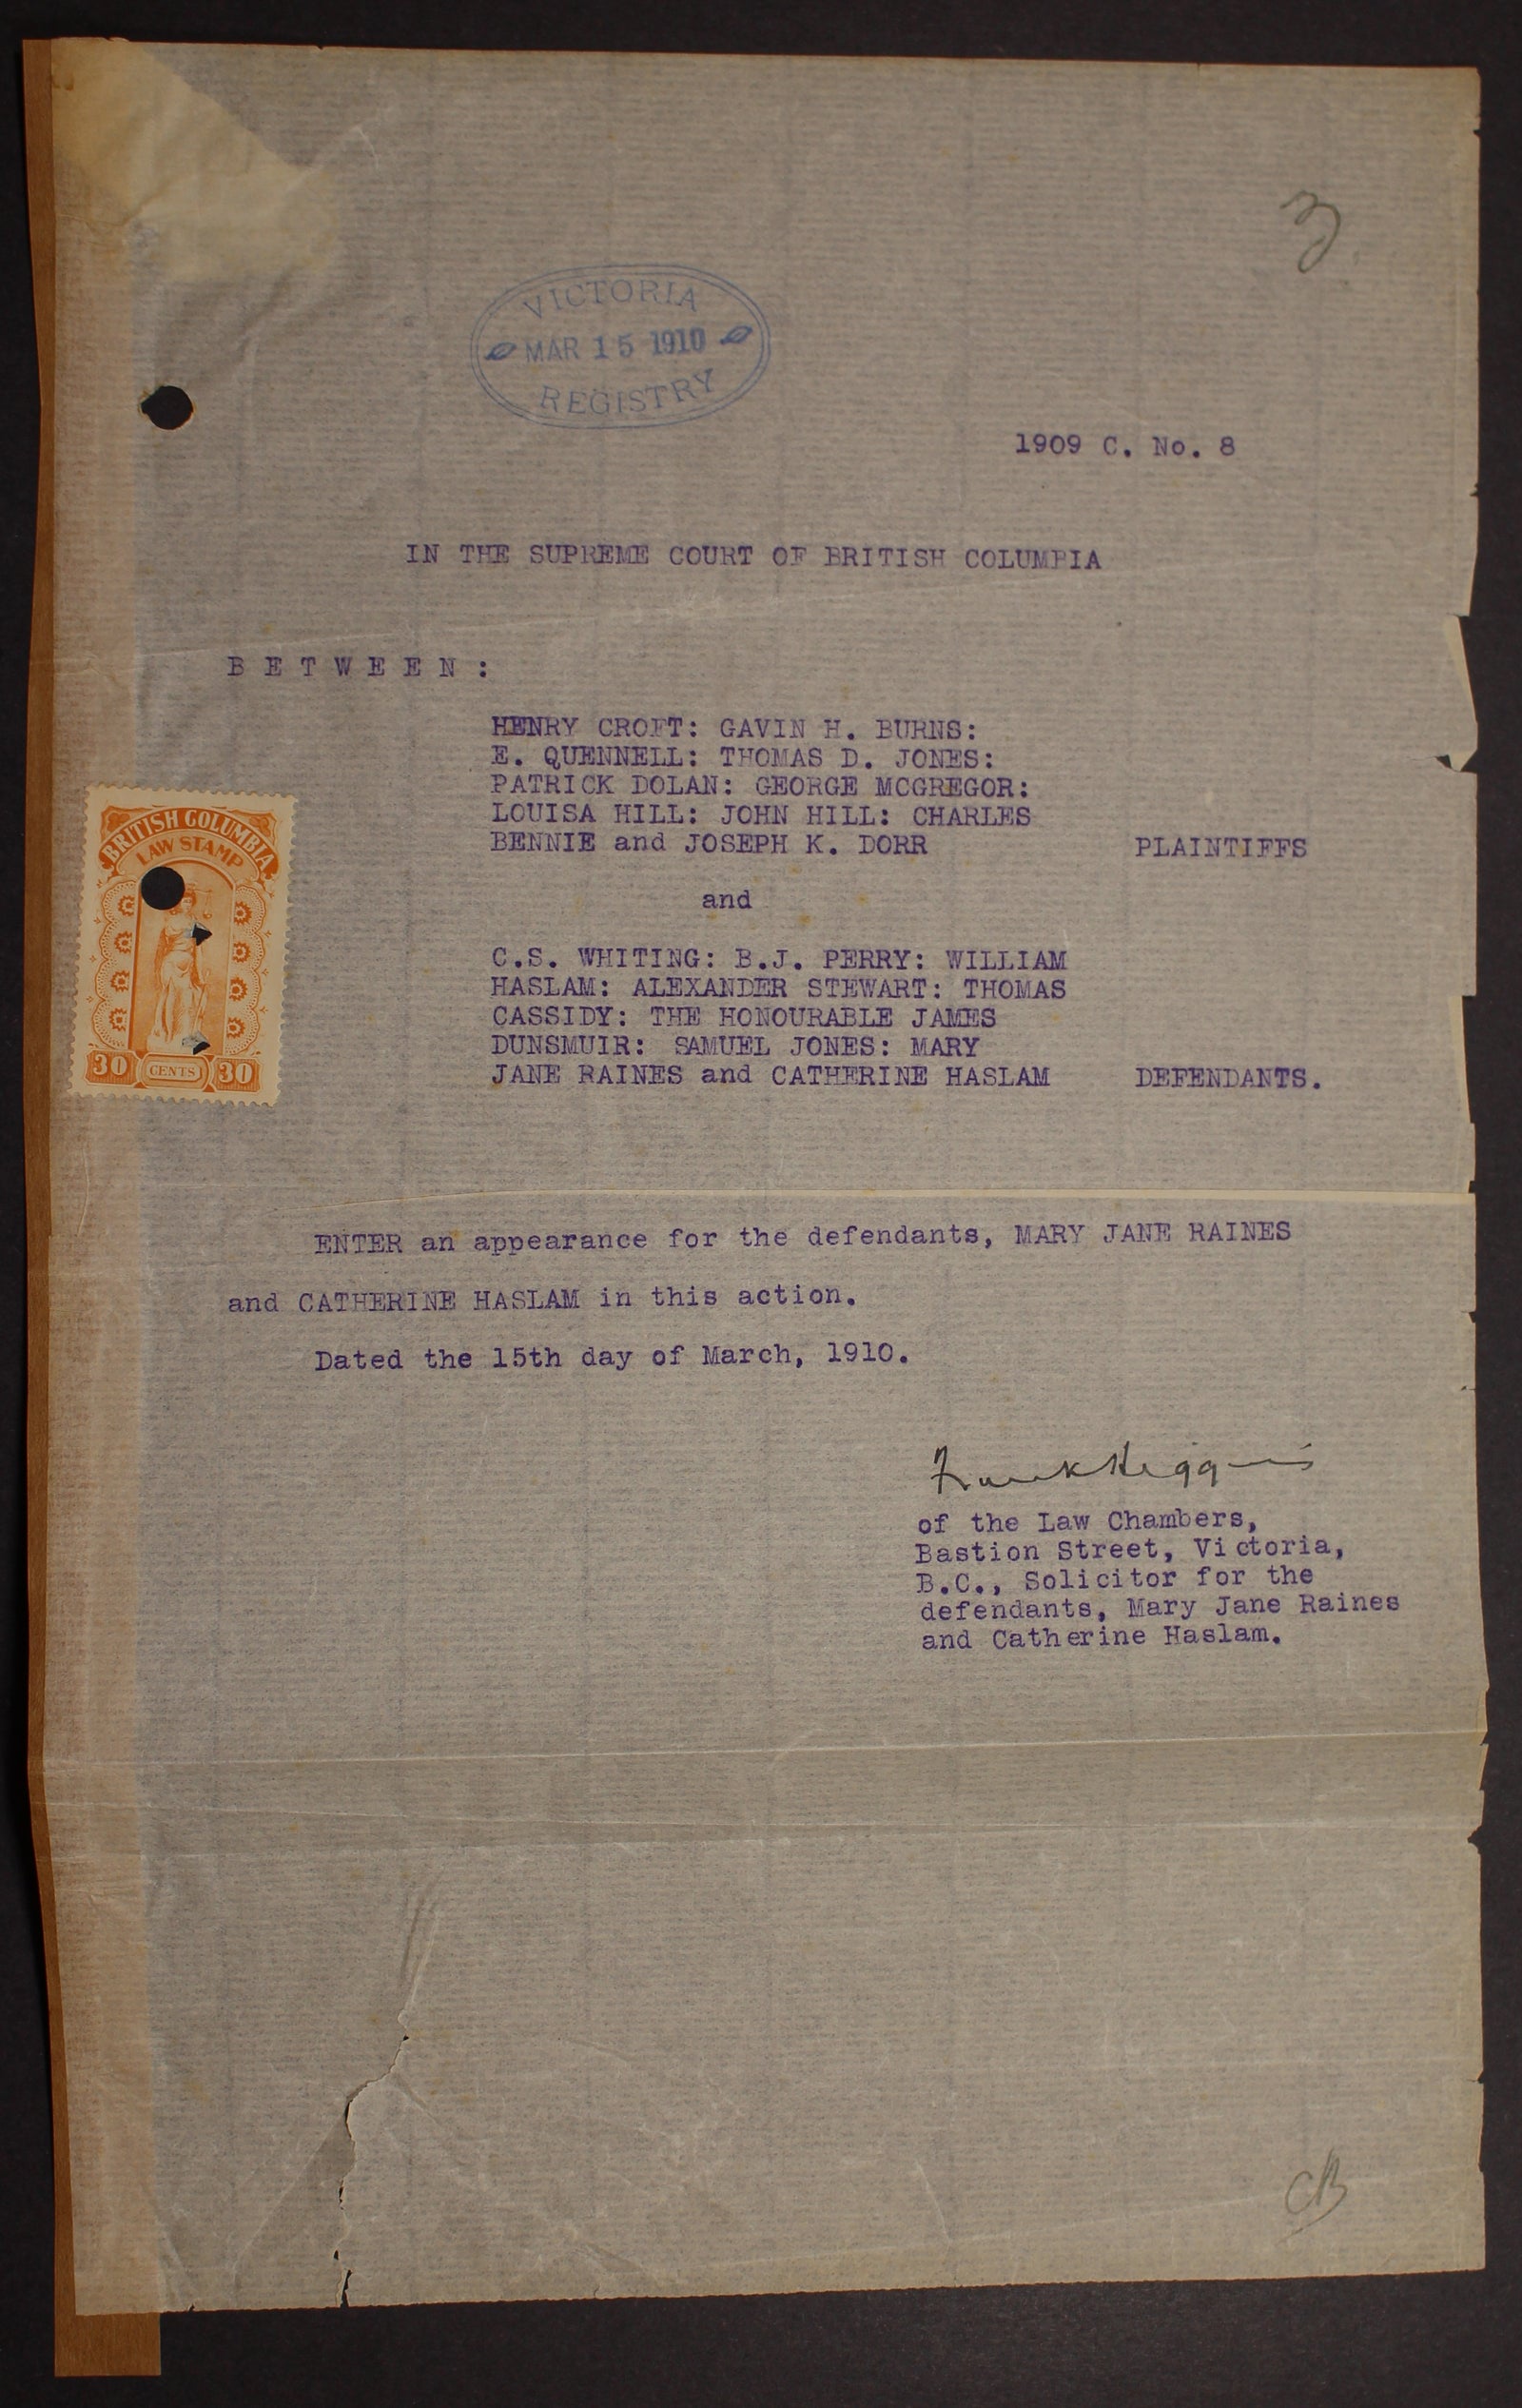 3
VICTORIA
MAR 15 1910
REGISTRY
1909 C. No. 8
IN THE SUPREME COURT OF BRITISH COLUMBIA
B E T W E E N :
HENRY CROFT: GAVIN H. BURNS:
E. QUENNELL: THOMAS D. JONES:
PATRICK DOLAN: GEORGE MCGREGOR:
LOUISA HILL: JOHN HILL: CHARLES
BENNIE and JOSEPH K. DORR PLAINTIFFS
and
C.S. WHITING: B.J. PERRY: WILLIAM
HASLAM: ALEXANDER STEWART: THOMAS
CASSIDY: THE HONOURABLE JAMES
DUNSMUIR: SAMUEL JONES: MARY
JANE RAINES and CATHERINE HASLAM DEFENDANTS.
BRITISH COLUMBIA
LAW STAMP
30 CENTS 30
ENTER an appearance for the defendants, MARY JANE RAINES
and CATHERINE HASLAM in this action.
Dated the 15th day of March, 1910.
Frank Higgins
of the Law Chambers,
Bastion Street, Victoria,
B.C., Solicitor for the
defendants, Mary Jane Raines
and Catherine Haslam.